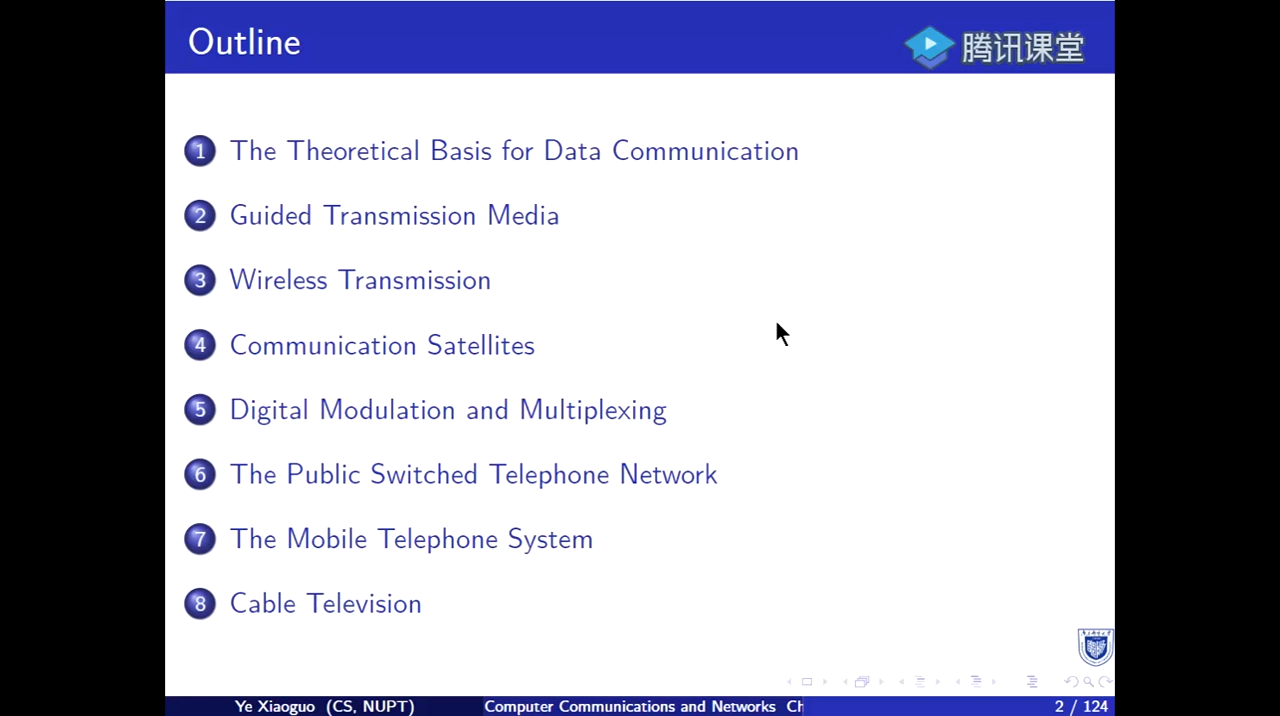 Outline
腾讯课堂
1 The Theoretical Basis for Data Communication
2 Guided Transmission Media
3 Wireless Transmission
4 Communication Satellites
5 Digital Modulation and Multiplexing
6 The Public Switched Telephone Network
7 The Mobile Telephone System
8 Cable Television
Ye Xiaoguo (CS, NUPT) Computer Communications and Networks Ch 2 / 124